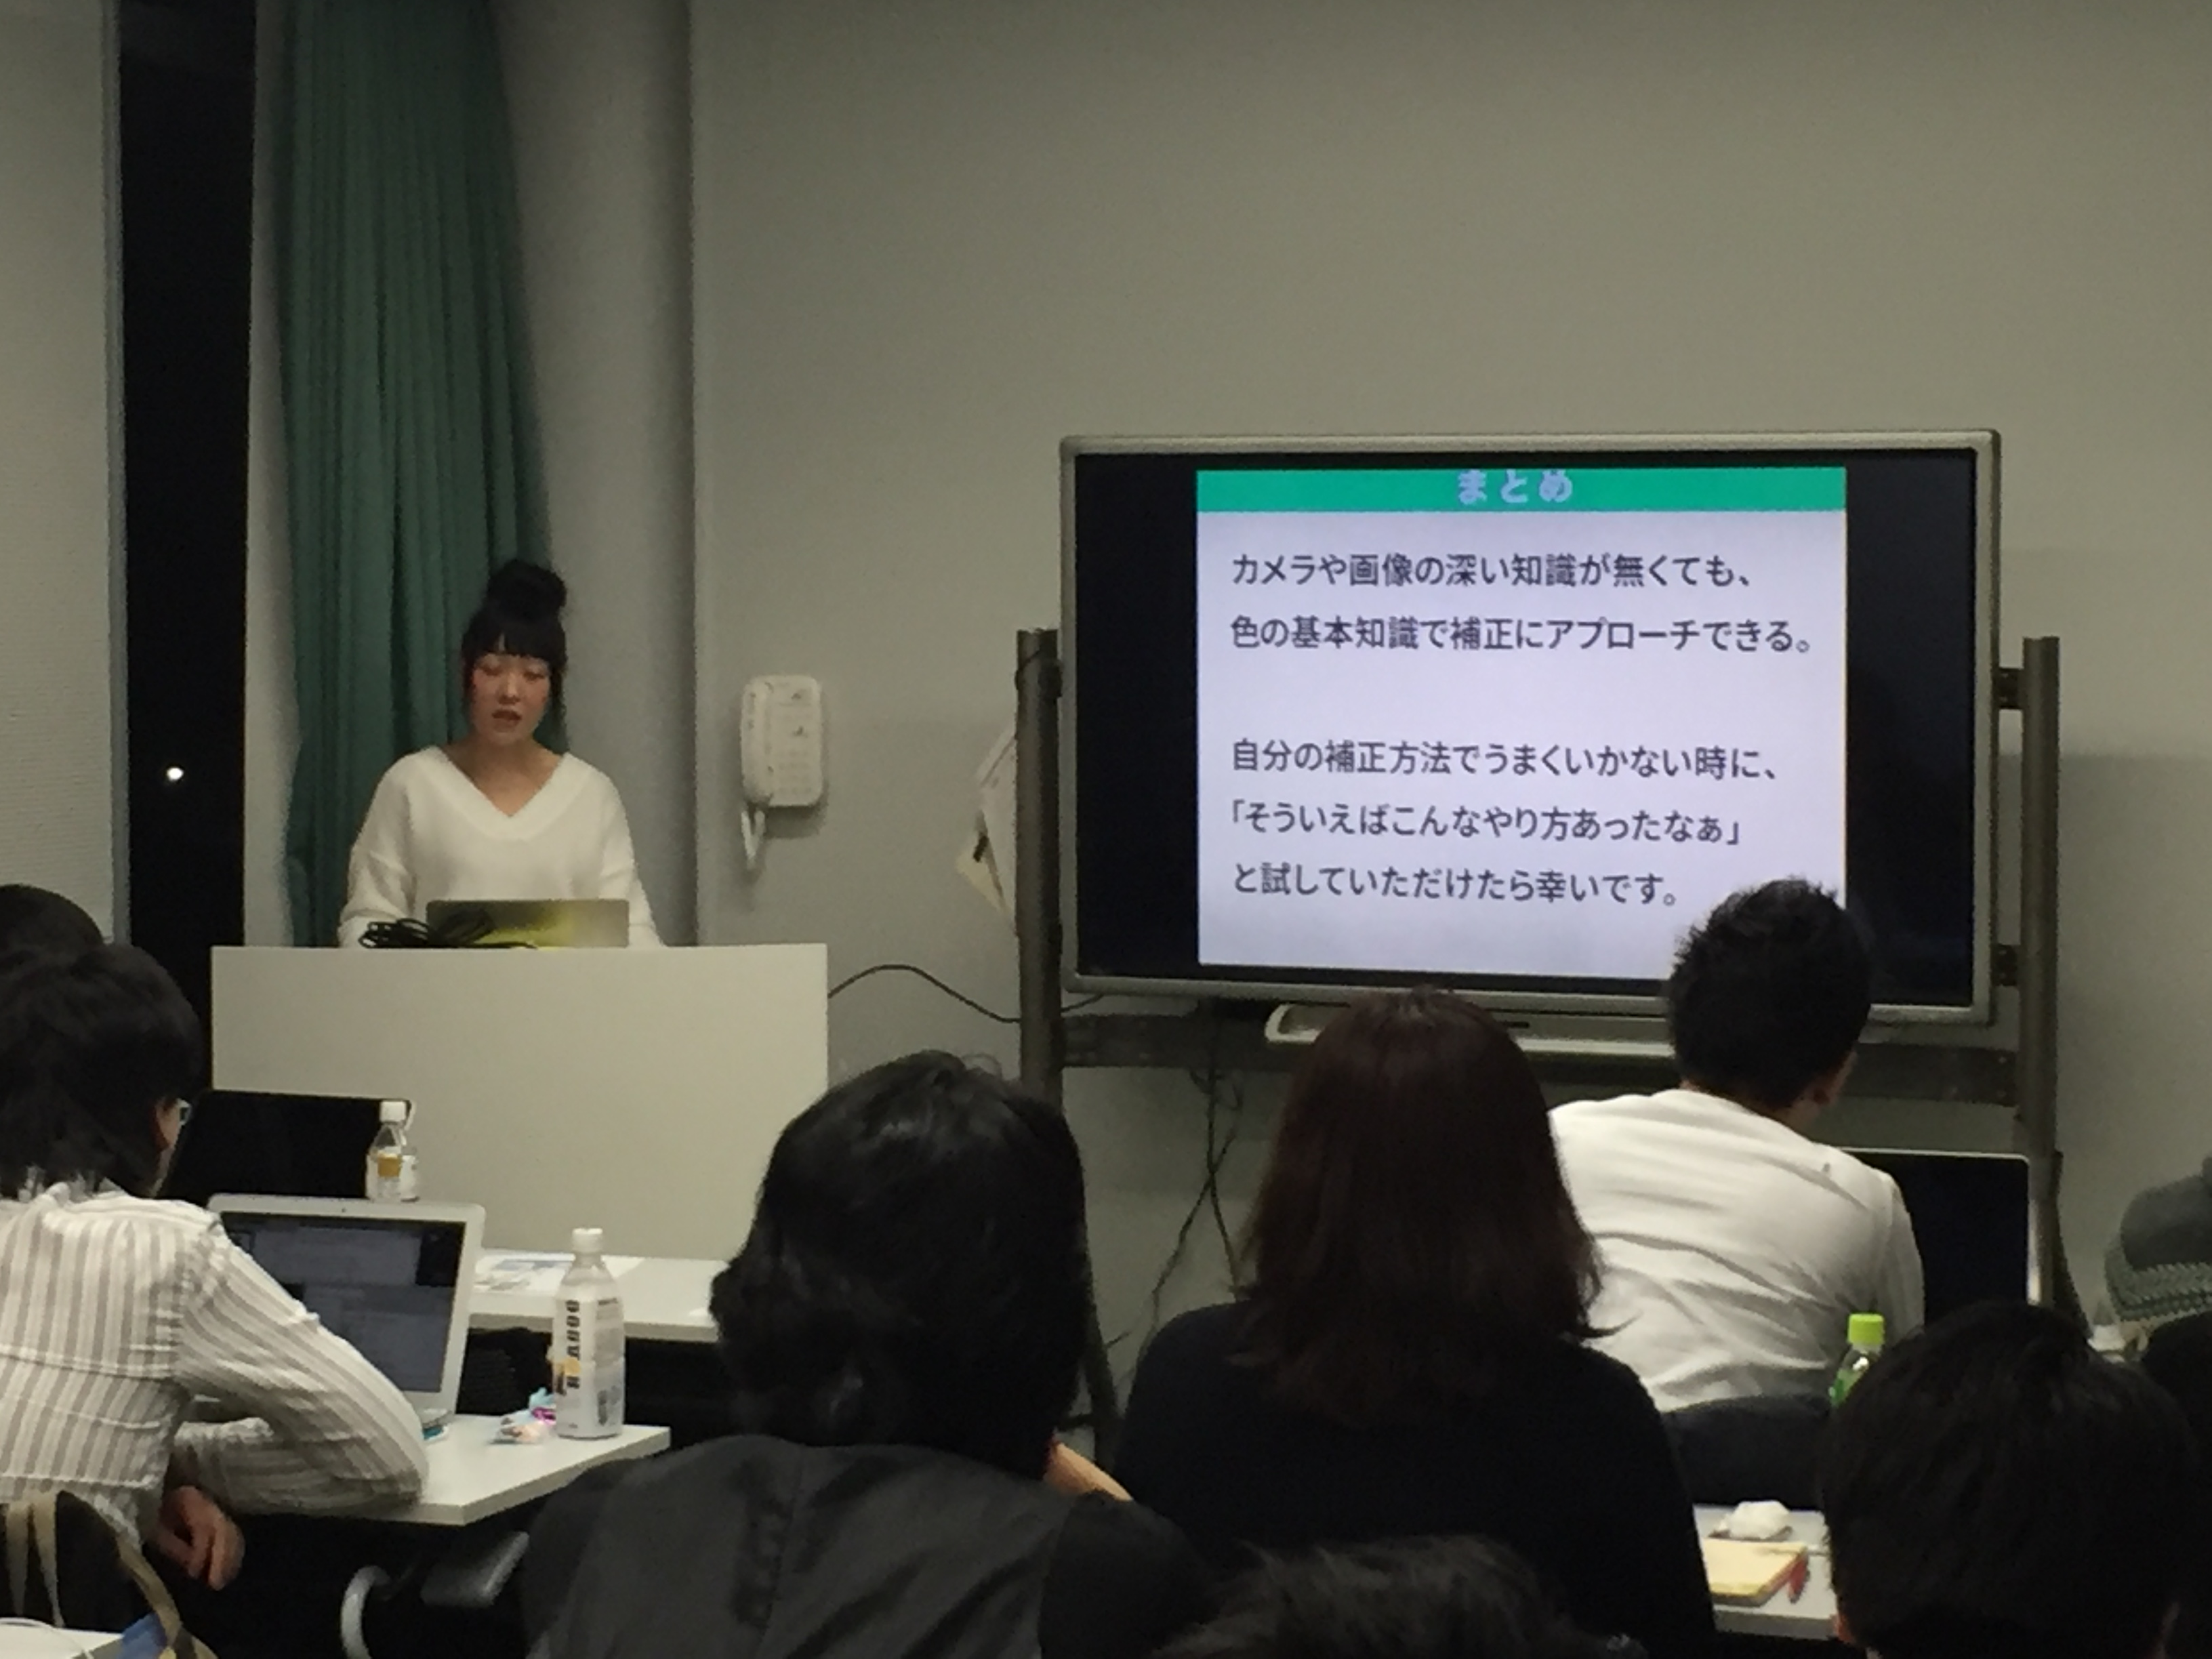 まとめ
カメラや画像の深い知識が無くても、
色の基本知識で補正にアプローチできる。
自分の補正方法でうまくいかない時に、
「そういえばこんなやり方あったなぁ」
と試していただけたら幸いです。